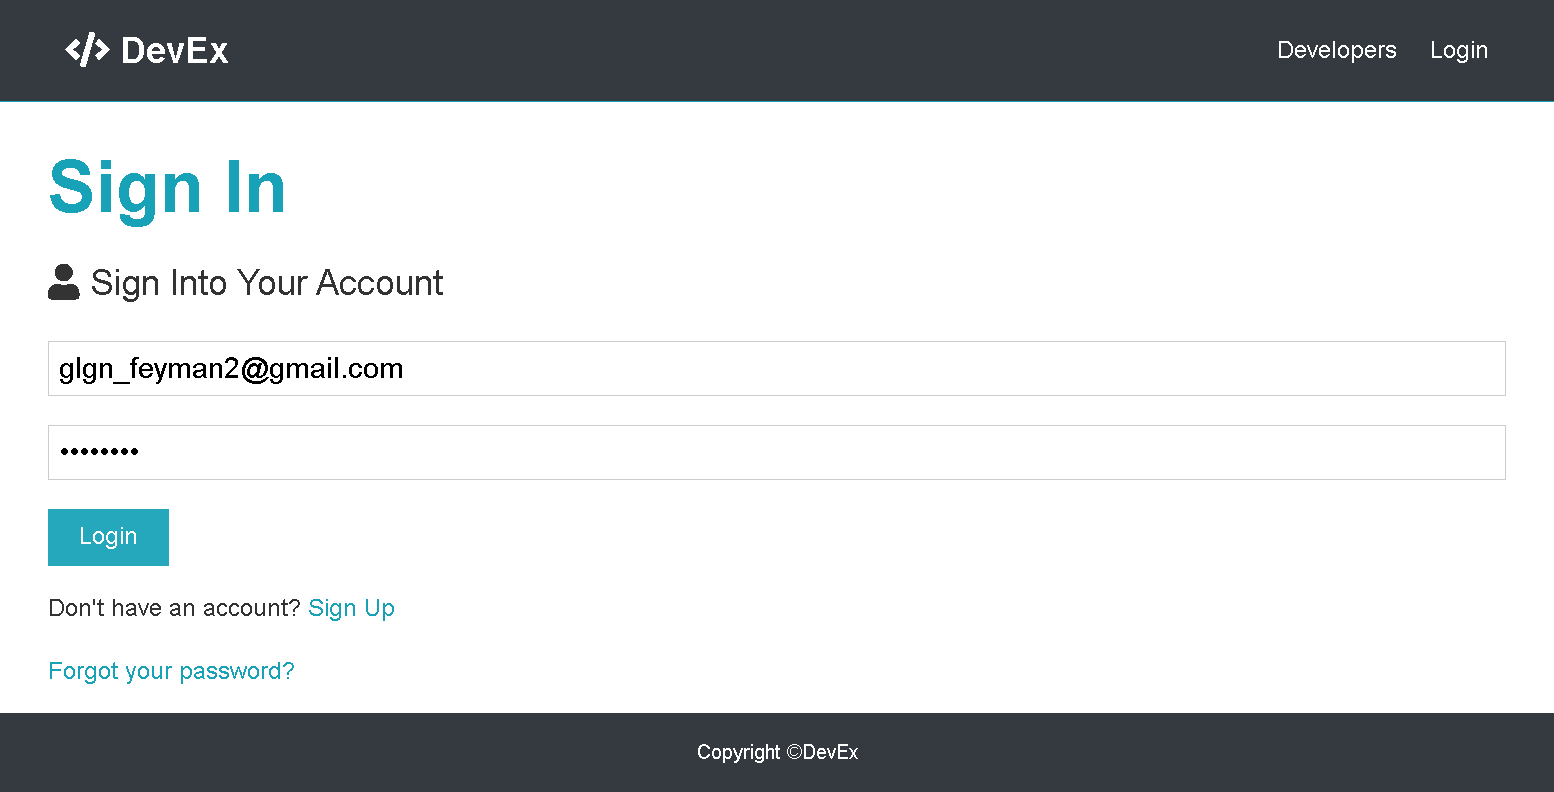 DevEx
Developers Login
Sign In
Sign Into Your Account
glgn_feyman2@gmail.com
••••••••
Login
Don't have an account? Sign Up
Forgot your password?
Copyright ©DevEx